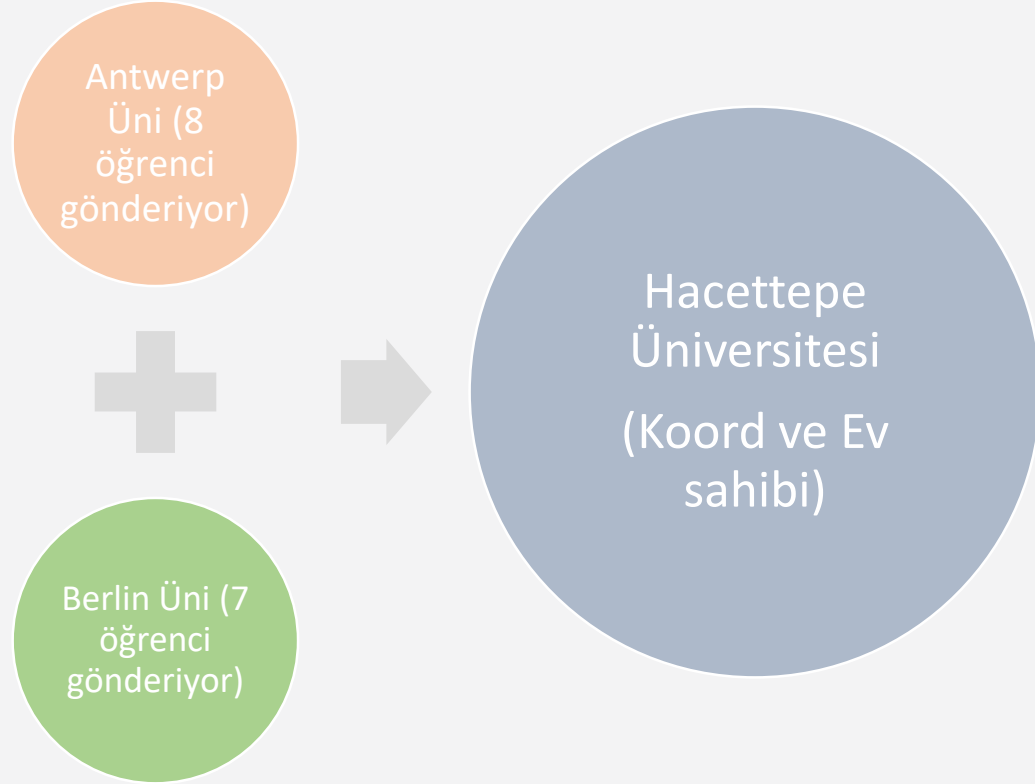 Antwerp
Üni (8
öğrenci
gönderiyor)
Berlin Üni (7
öğrenci
gönderiyor)
Hacettepe
Üniversitesi
(Koord ve Ev
sahibi)